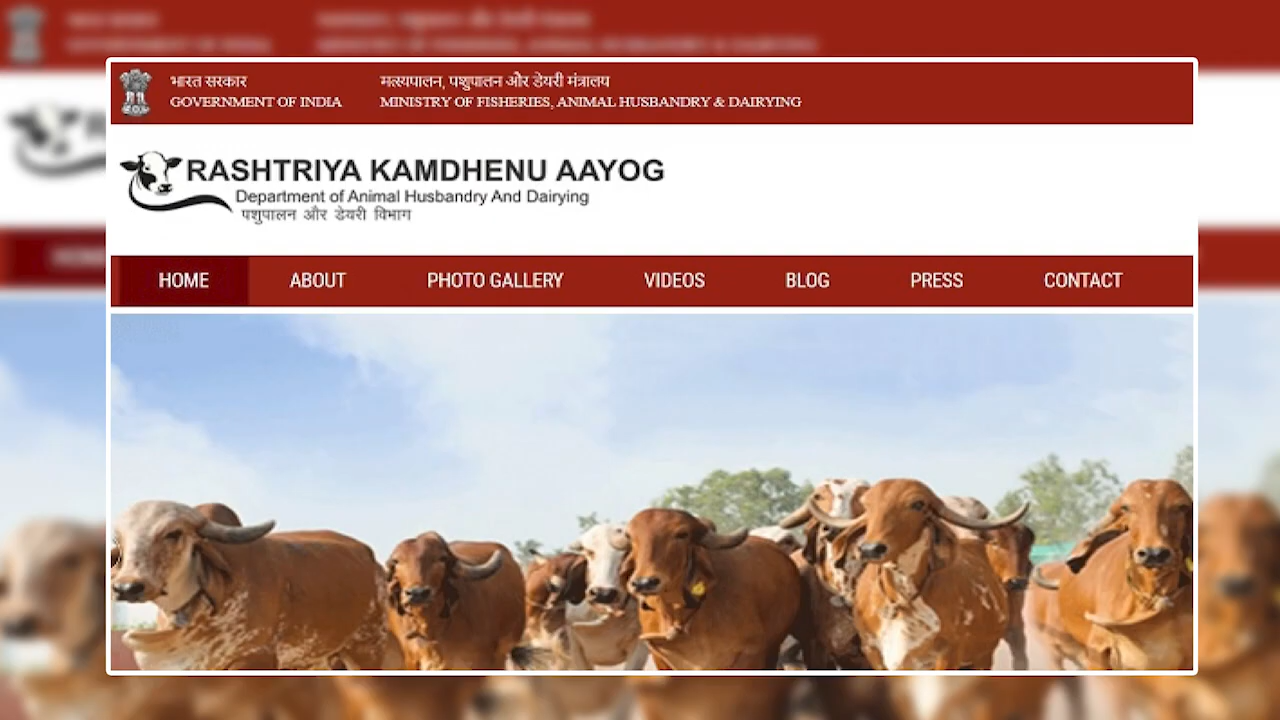 भारत सरकार
GOVERNMENT OF INDIA
मत्स्यपालन, पशुपालन और डेयरी मंत्रालय
MINISTRY OF FISHERIES, ANIMAL HUSBANDRY & DAIRYING
RASHTRIYA KAMDHENU AAYOG
Department of Animal Husbandry And Dairying
पशुपालन और डेयरी विभाग
HOME ABOUT PHOTO GALLERY VIDEOS BLOG PRESS CONTACT